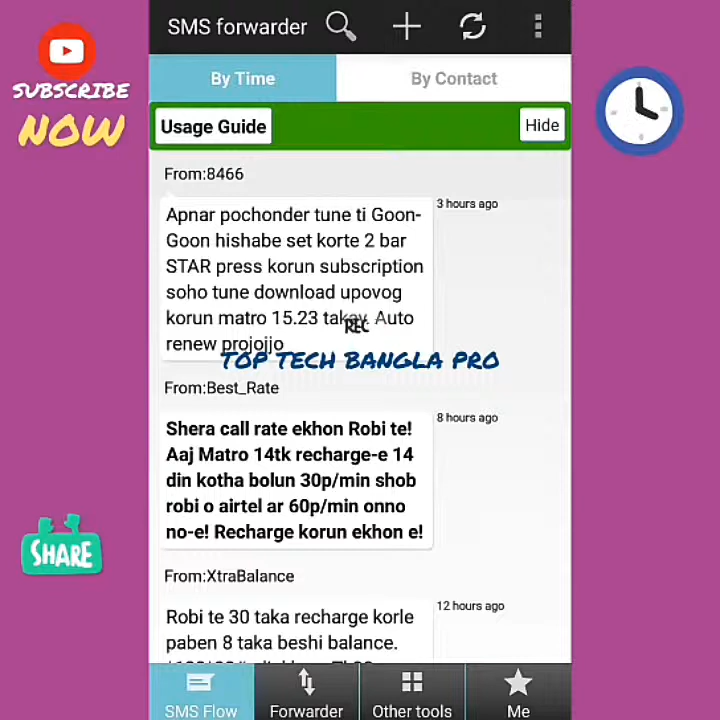 SMS forwarder
SUBSCRIBE
NOW
By Time
By Contact
Usage Guide
Hide
From:8466
3 hours ago
Apnar pochonder tune ti Goon-
Goon hishabe set korte 2 bar
STAR press korun subscription
soho tune download upovog
korun matro 15.23 Auto
REC
renew projojjo
TOP TECH BANGLA PRO
From:Best_Rate
8 hours ago
Shera call rate ekhon Robi te!
Aaj Matro 14tk recharge-e 14
din kotha bolun 30p/min shob
robi o airtel ar 60p/min onno
no-e! Recharge korun ekhon e!
SHARE
From:XtraBalance
12 hours ago
Robi te 30 taka recharge korle
paben 8 taka beshi balance.
SMS Flow
Forwarder
Other tools
Me